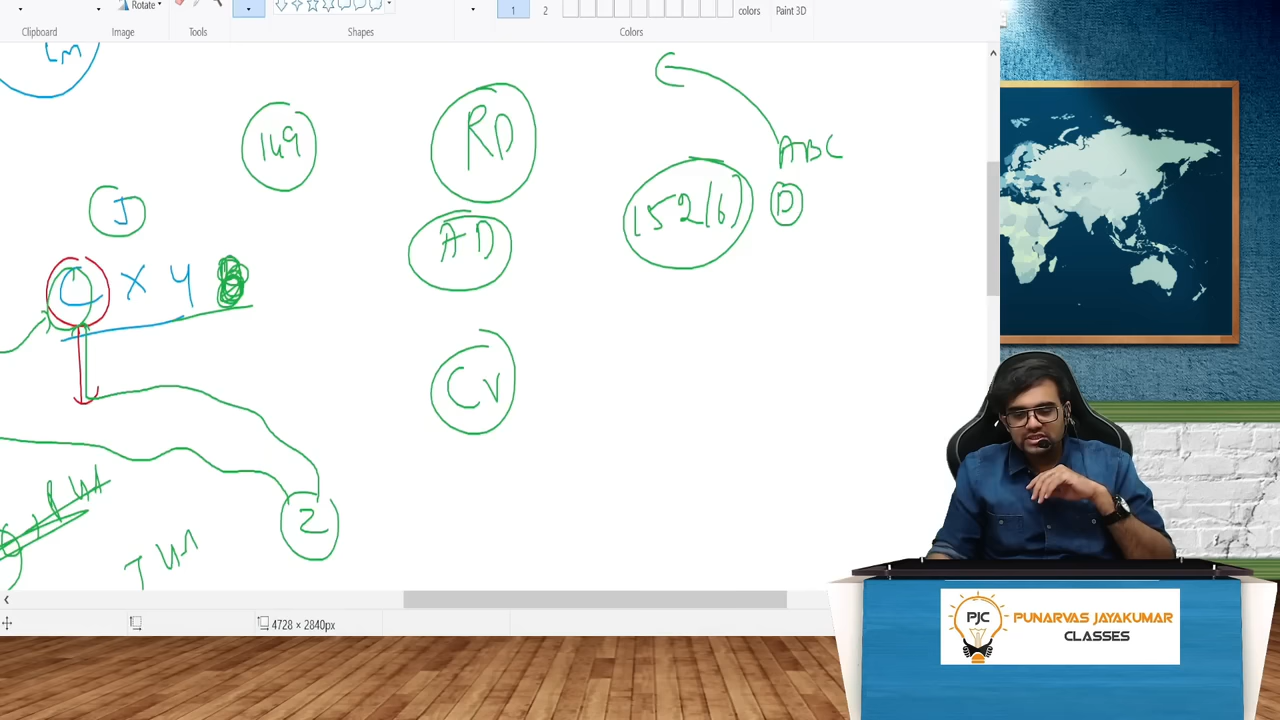 Rotate
Clipboard
Image
Tools
Shapes
1
2
colors
Paint 3D
Colors
LM
149
RD
ABC
152(6)
D
J
AD
C X 4
CV
2
4728 × 2840px
PJC
PUNARVAS JAYAKUMAR
CLASSES